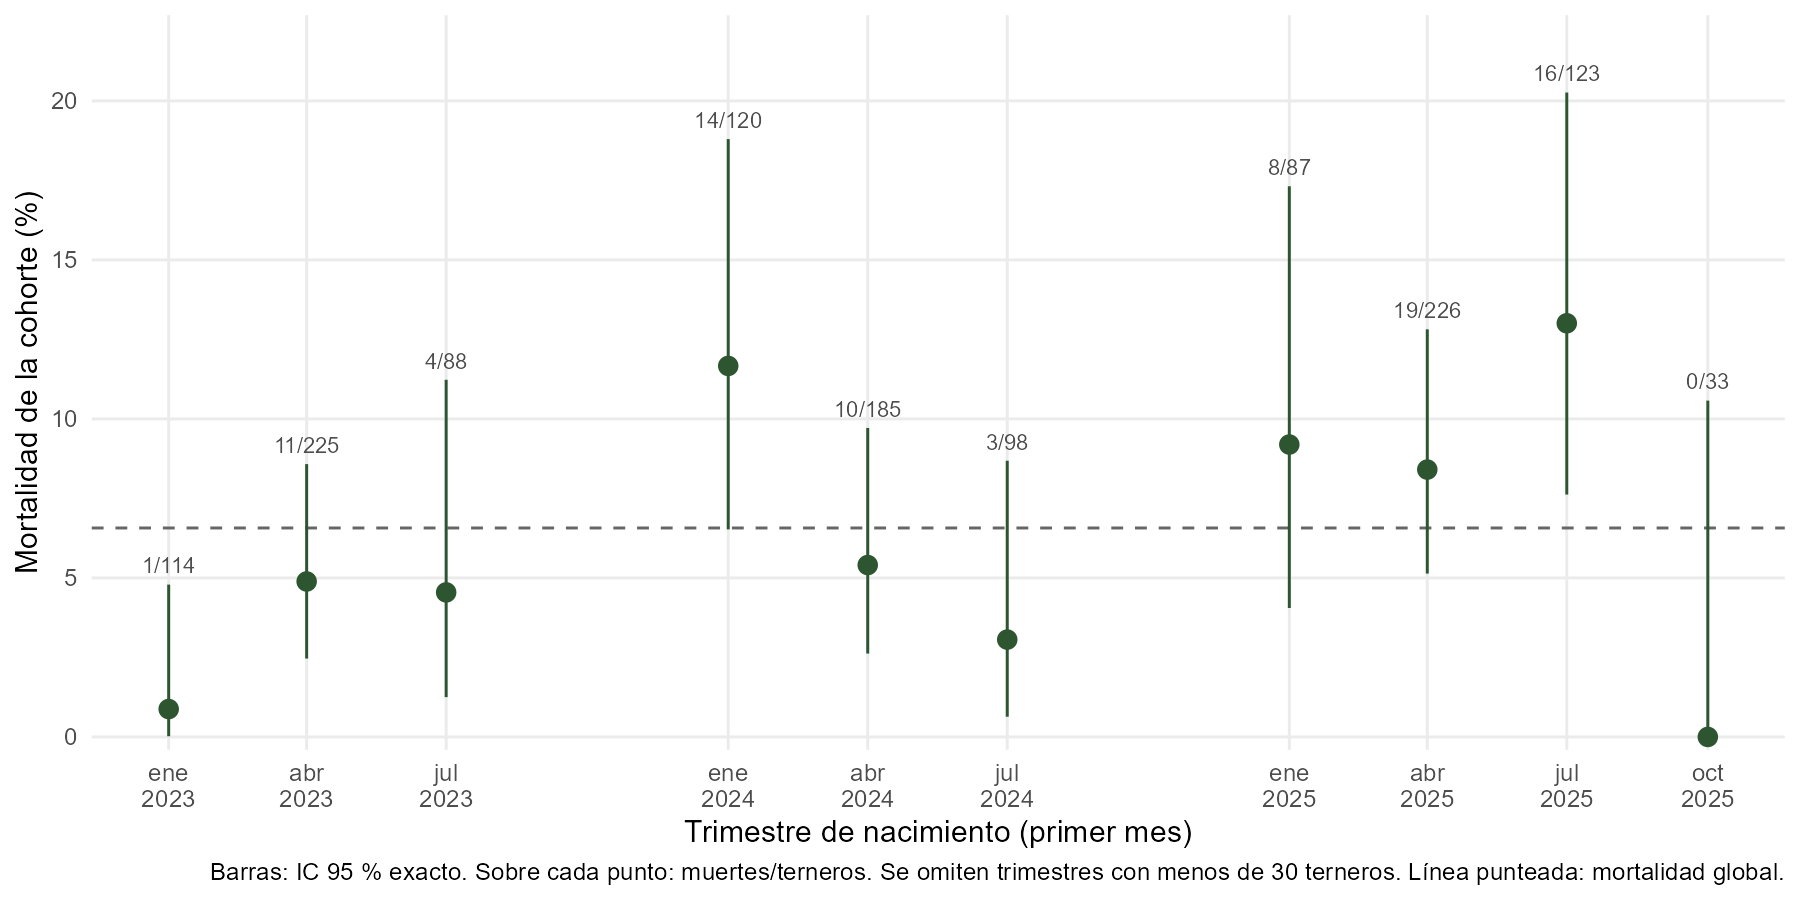 16/123
14/120
8/87
19/226
4/88
0/33
10/185
11/225
3/98
1/114
Mortalidad de la cohorte (%)
20
15
10
5
0
ene
2023
abr
2023
jul
2023
ene
2024
abr
2024
jul
2024
ene
2025
abr
2025
jul
2025
oct
2025
Trimestre de nacimiento (primer mes)
Barras: IC 95 % exacto. Sobre cada punto: muertes/terneros. Se omiten trimestres con menos de 30 terneros. Línea punteada: mortalidad global.